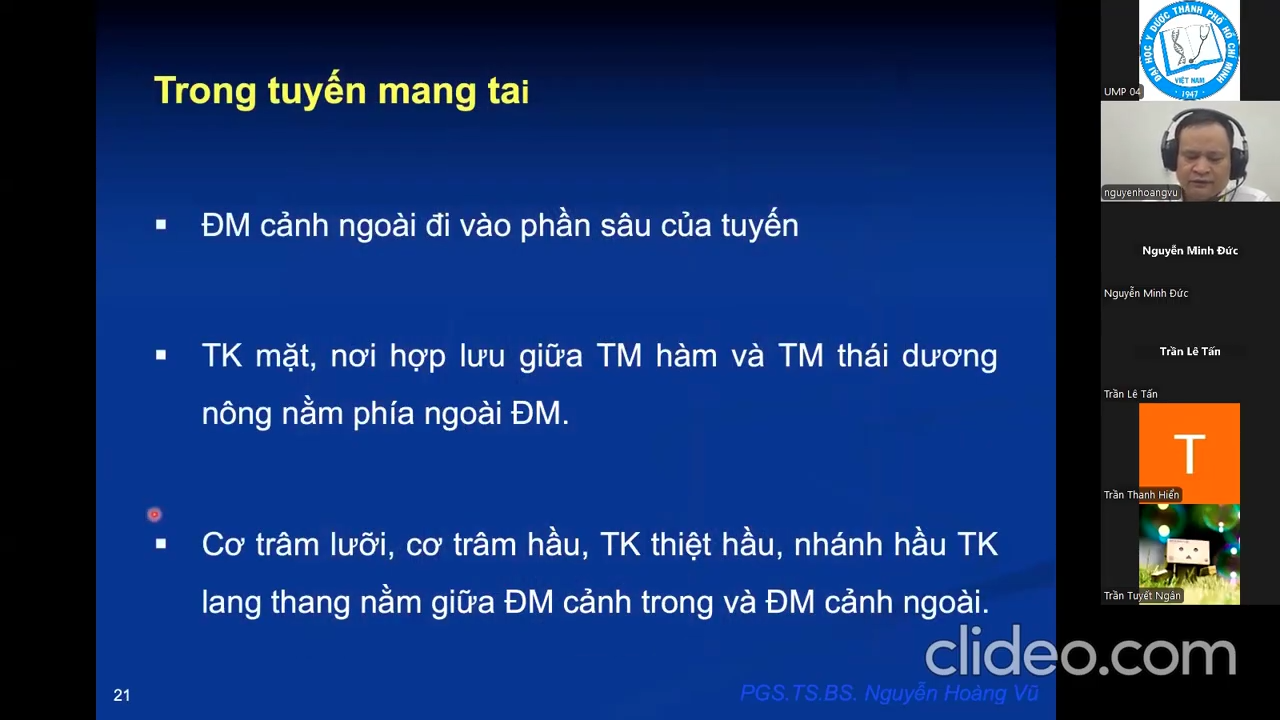 Trong tuyến mang tai
▪ ĐM cảnh ngoài đi vào phần sâu của tuyến
▪ TK mặt, nơi hợp lưu giữa TM hàm và TM thái dương
nông nằm phía ngoài ĐM.
▪ Cơ trâm lưỡi, cơ trâm hầu, TK thiệt hầu, nhánh hầu TK
lang thang nằm giữa ĐM cảnh trong và ĐM cảnh ngoài.
21
PGS.TS.BS. Nguyễn Hoàng Vũ
clideo.com
ĐẠI HỌC Y DƯỢC THÀNH PHỐ HỒ CHÍ MINH
VIỆT NAM
1947
UMP 04
nguyenhoangvu
Nguyễn Minh Đức
Nguyễn Minh Đức
Trần Lê Tấn
Trần Lê Tấn
T
Trần Thanh Hiển
Trần Tuyết Ngân